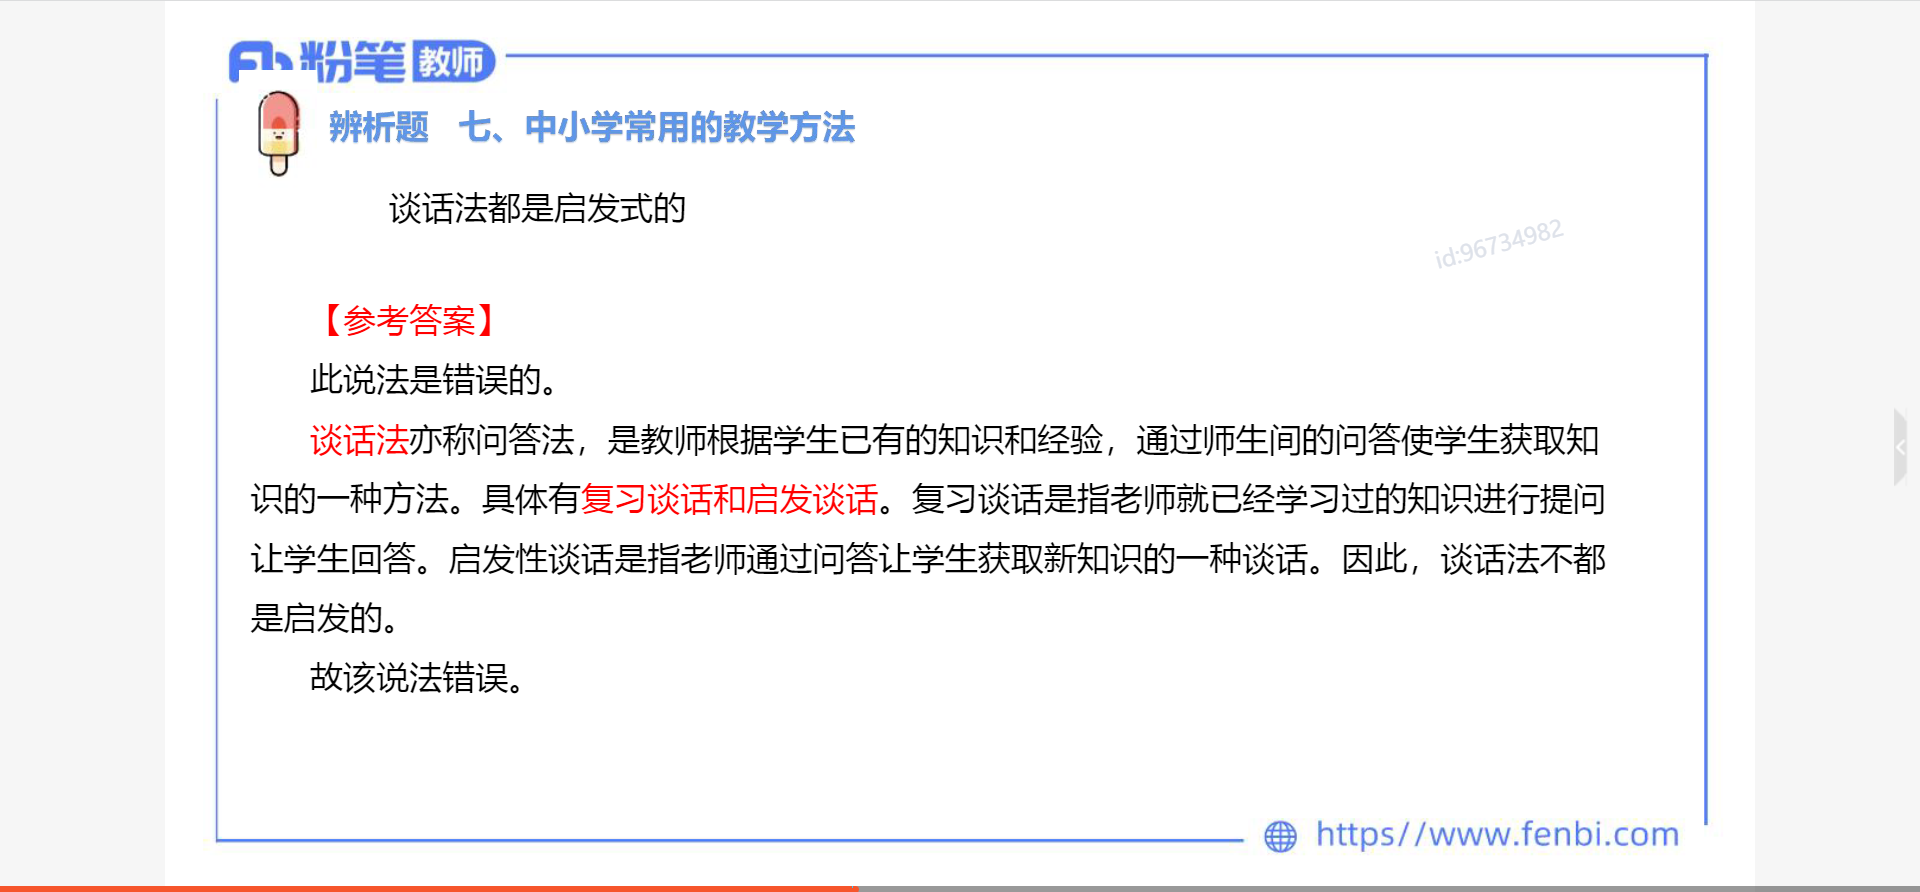 粉笔 教师
辨析题 七、中小学常用的教学方法
谈话法都是启发式的
id:96734982
【参考答案】
此说法是错误的。
谈话法亦称问答法，是教师根据学生已有的知识和经验，通过师生间的问答使学生获取知
识的一种方法。具体有复习谈话和启发谈话。复习谈话是指老师就已经学习过的知识进行提问
让学生回答。启发性谈话是指老师通过问答让学生获取新知识的一种谈话。因此，谈话法不都
是启发的。
故该说法错误。
https//www.fenbi.com